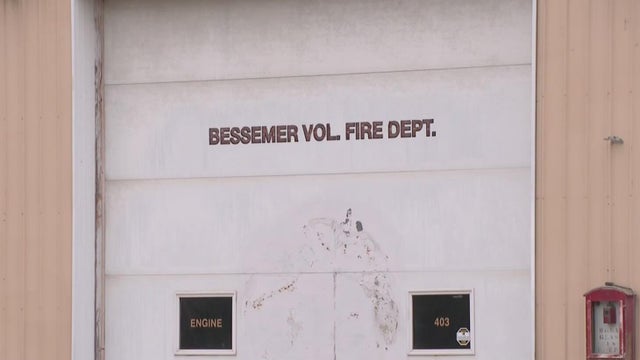 BESSEMER VOL. FIRE DEPT.
ENGINE
403